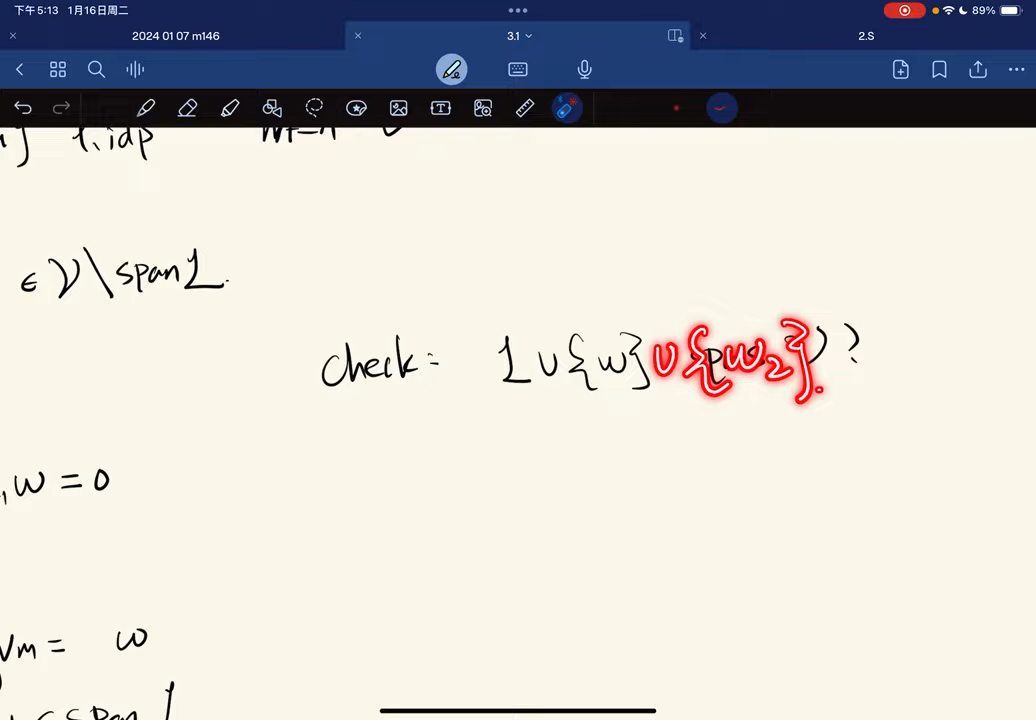 下午5:13 1月16日周二 89%
2024 01 07 m146 3.1 2.S
l.idp
∈ V\span L.
check: L ∪ {w} ∪ {w₂}. ) ?
w = 0
Vm = w
span L